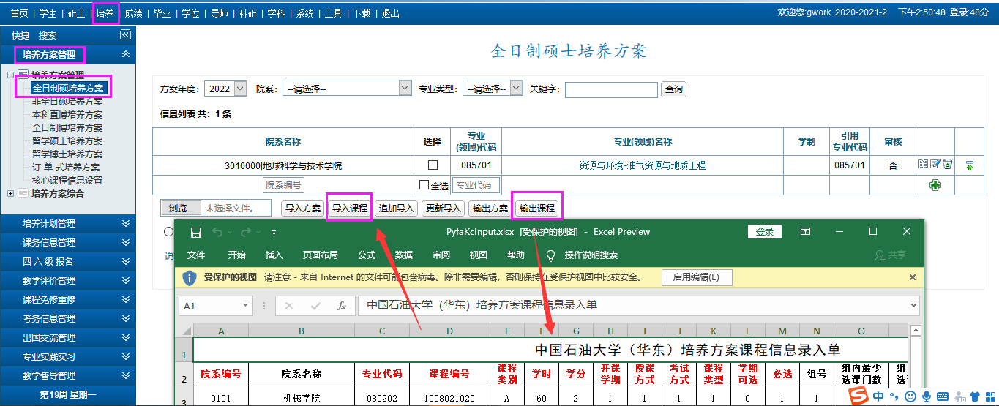 首页 | 学生 | 研工 | 培养 | 成绩 | 毕业 | 学位 | 导师 | 科研 | 学科 | 系统 | 工具 | 下载 | 退出
欢迎您:gwork 2020-2021-2 下午2:50:48 登录:48分
快捷 搜索
培养方案管理
培养方案管理
全日制硕培养方案
非全日硕培养方案
本科直博培养方案
全日制博培养方案
留学硕士培养方案
留学博士培养方案
订 单 式培养方案
核心课程信息设置
培养方案综合
培养计划管理
课务信息管理
四 六 级 报名
教学评价管理
课程免修重修
考务信息管理
出国交流管理
专业实践实习
教学督导管理
第19周 星期一
全日制硕士培养方案
方案年度: 2022 院系: --请选择-- 专业类型: --请选择-- 关键字: 查询
信息列表 共: 1 条
院系名称 选择 专业(领域)代码 专业(领域)名称 学制 引用专业代码 审核
3010000|地球科学与技术学院 085701 资源与环境-油气资源与地质工程 085701 否
院系编号 全选 专业代码
浏览... 未选择文件。 导入方案 导入课程 追加导入 更新导入 输出方案 输出课程
说
PyfaKcInput.xlsx [受保护的视图] - Excel Preview 登录
文件 开始 插入 页面布局 公式 数据 审阅 视图 帮助 操作说明搜索 共享
受保护的视图 请注意 - 来自 Internet 的文件可能包含病毒。除非需要编辑，否则保持在受保护视图中比较安全。 启用编辑(E)
A1 fx 中国石油大学（华东）培养方案课程信息录入单
A B C D E F G H I J K L M N O
1 中国石油大学（华东）培养方案课程信息录入单
2 院系编号 院系名称 专业代码 课程编号 课程类别 学时 学分 开课学期 授课方式 考试方式 课程类型 学期可选 必选 组号 组内最少选课门数
3 0101 机械学院 080202 1008021020 A 60 2 1 1 1 1 0 1 1
中